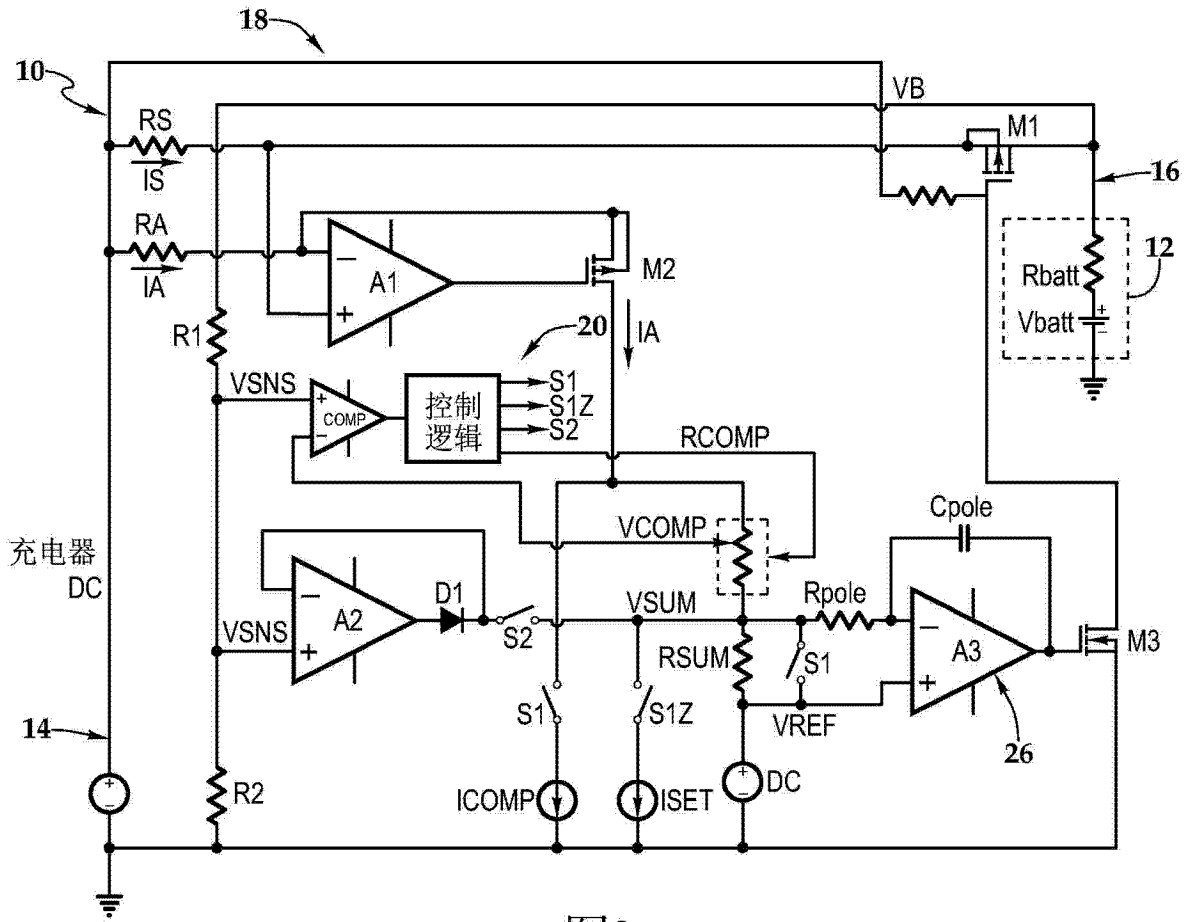 18
10
VB
RS
M1
IS
16
RA
12
IA
A1
M2
Rbatt
Vbatt
R1
20
IA
VSNS
COMP
控制
逻辑
S1
S1Z
S2
RCOMP
VCOMP
Cpole
充电器
DC
D1
A2
VSUM
Rpole
S2
VSNS
RSUM
S1
A3
M3
S1
S1Z
VREF
14
26
R2
ICOMP
ISET
DC